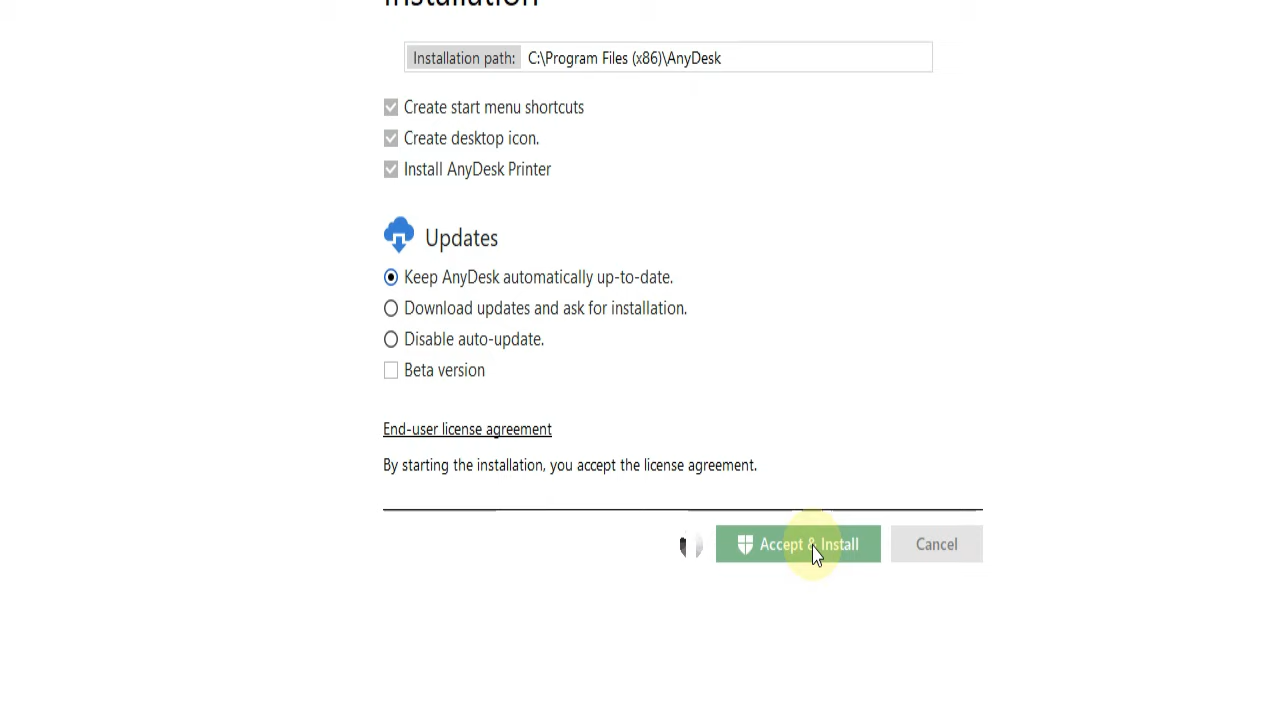 Installation
Installation path: C:\Program Files (x86)\AnyDesk
Create start menu shortcuts
Create desktop icon.
Install AnyDesk Printer
Updates
Keep AnyDesk automatically up-to-date.
Download updates and ask for installation.
Disable auto-update.
Beta version
End-user license agreement
By starting the installation, you accept the license agreement.
Accept & Install Cancel